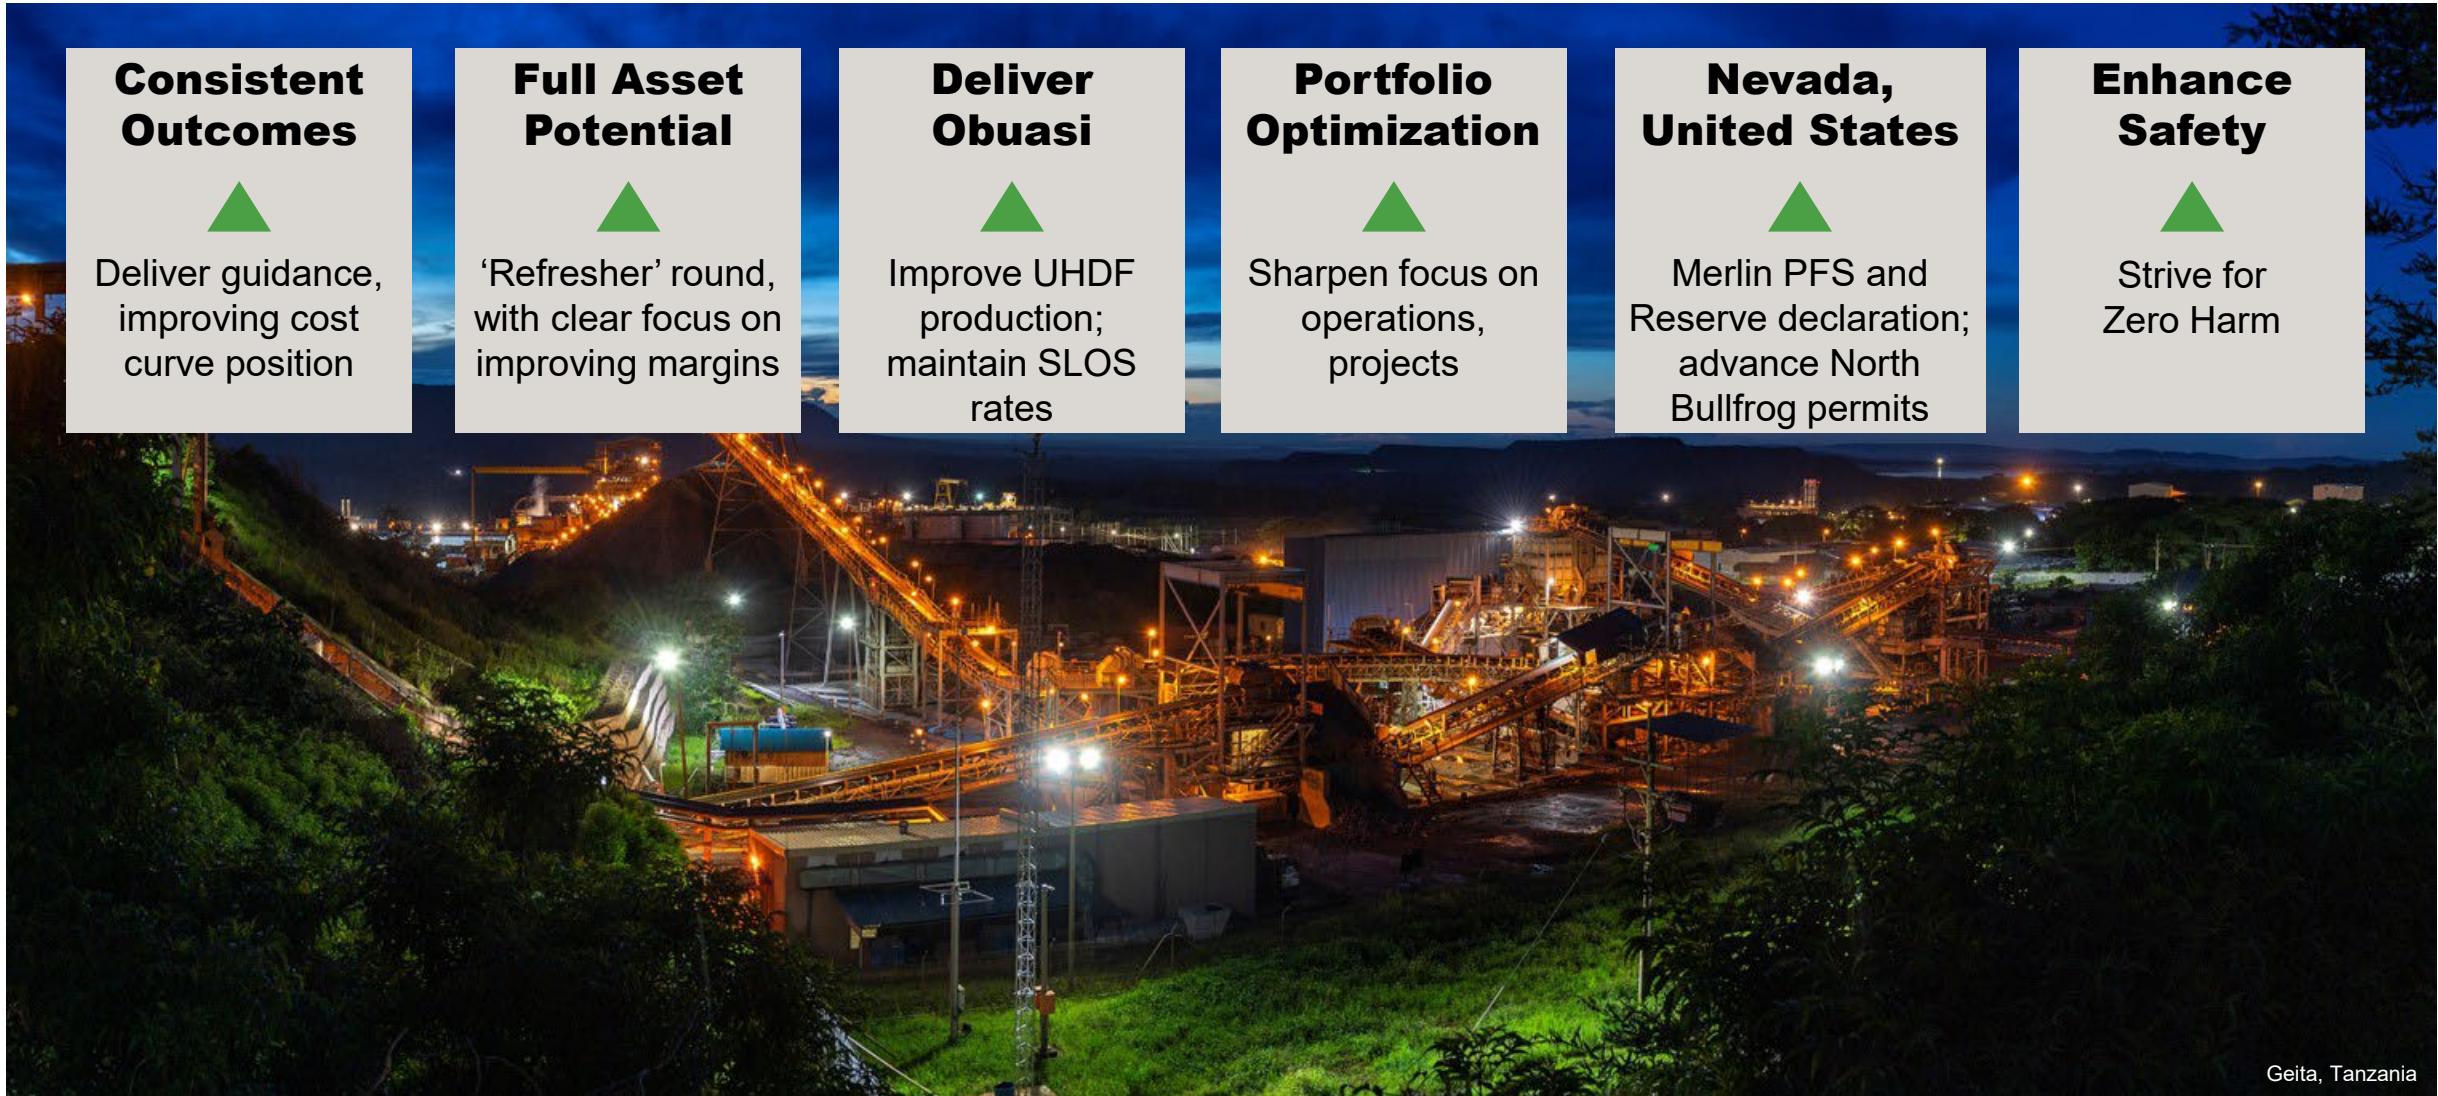 Consistent
Outcomes
Deliver guidance,
improving cost
curve position
Full Asset
Potential
‘Refresher’ round,
with clear focus on
improving margins
Deliver
Obuasi
Improve UHDF
production;
maintain SLOS
rates
Portfolio
Optimization
Sharpen focus on
operations,
projects
Nevada,
United States
Merlin PFS and
Reserve declaration;
advance North
Bullfrog permits
Enhance
Safety
Strive for
Zero Harm
Geita, Tanzania